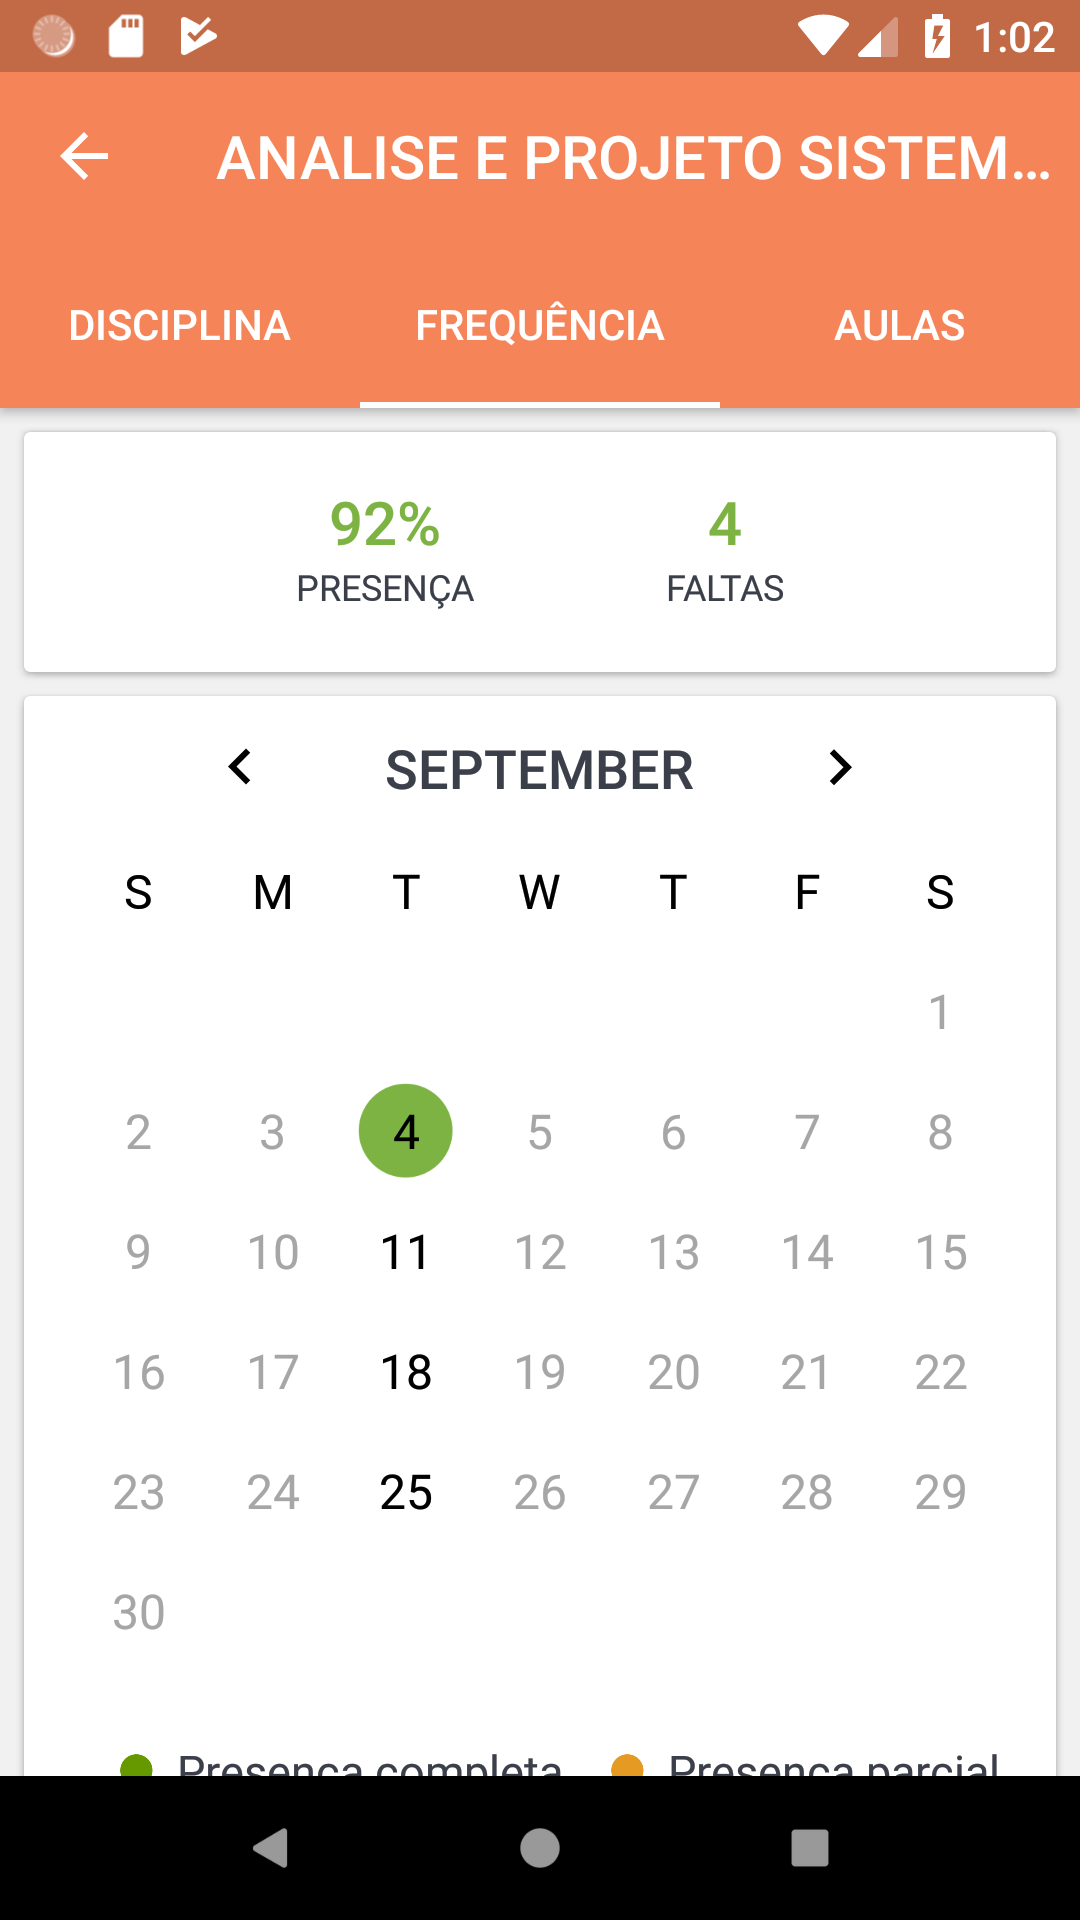 1:02
ANALISE E PROJETO SISTEM...
DISCIPLINA FREQUÊNCIA AULAS
92% 4
PRESENÇA FALTAS
SEPTEMBER
S M T W T F S
1
2 3 4 5 6 7 8
9 10 11 12 13 14 15
16 17 18 19 20 21 22
23 24 25 26 27 28 29
30
Presença completa Presença parcial